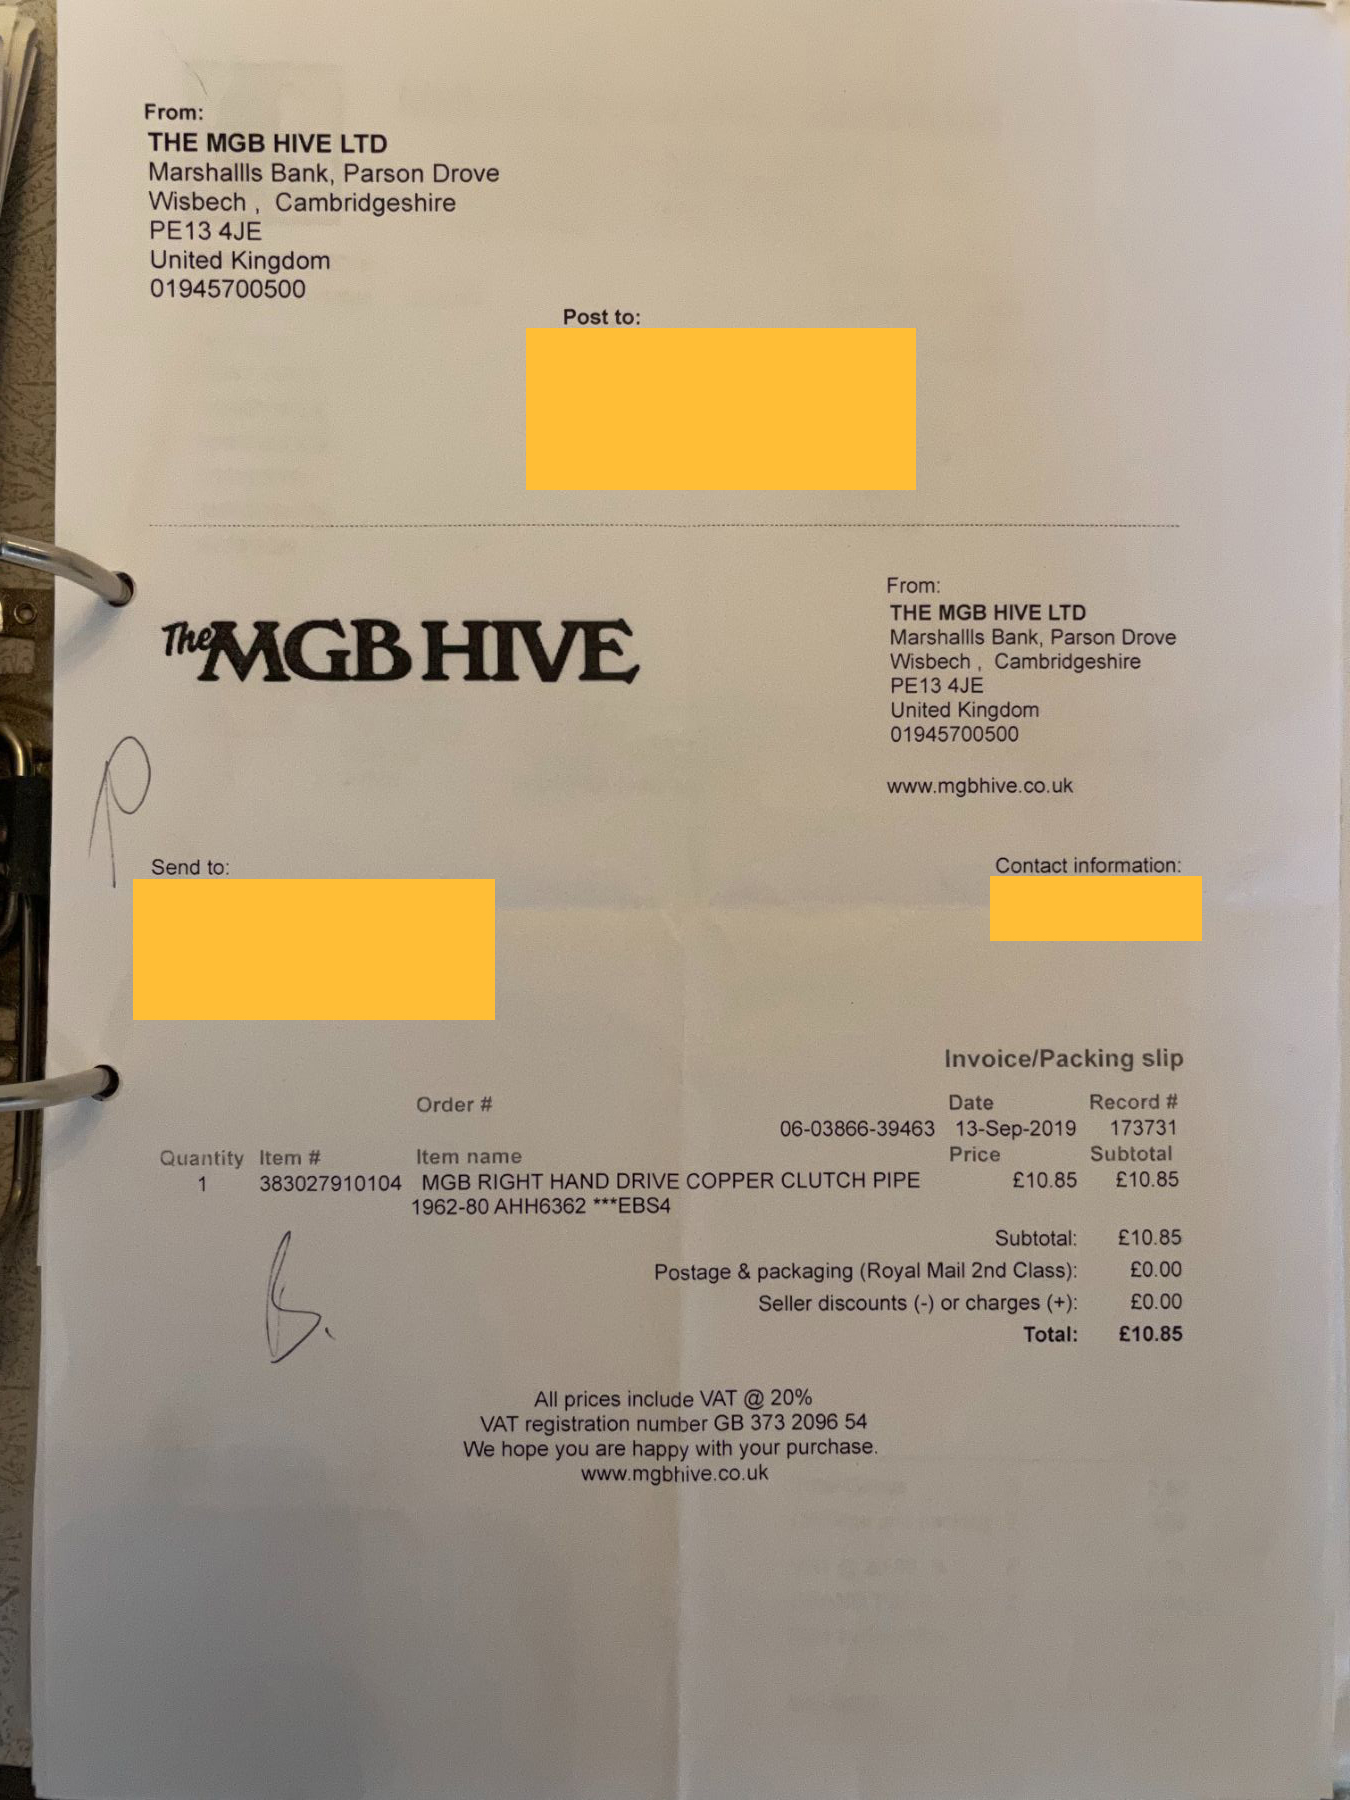 From:
THE MGB HIVE LTD
Marshallls Bank, Parson Drove
Wisbech , Cambridgeshire
PE13 4JE
United Kingdom
01945700500
Post to:
The MGB HIVE
From:
THE MGB HIVE LTD
Marshallls Bank, Parson Drove
Wisbech , Cambridgeshire
PE13 4JE
United Kingdom
01945700500
www.mgbhive.co.uk
Send to:
Contact information:
Invoice/Packing slip
Order # Date Record #
06-03866-39463 13-Sep-2019 173731
Quantity Item # Item name Price Subtotal
1 383027910104 MGB RIGHT HAND DRIVE COPPER CLUTCH PIPE £10.85 £10.85
1962-80 AHH6362 ***EBS4
Subtotal: £10.85
Postage & packaging (Royal Mail 2nd Class): £0.00
Seller discounts (-) or charges (+): £0.00
Total: £10.85
All prices include VAT @ 20%
VAT registration number GB 373 2096 54
We hope you are happy with your purchase.
www.mgbhive.co.uk